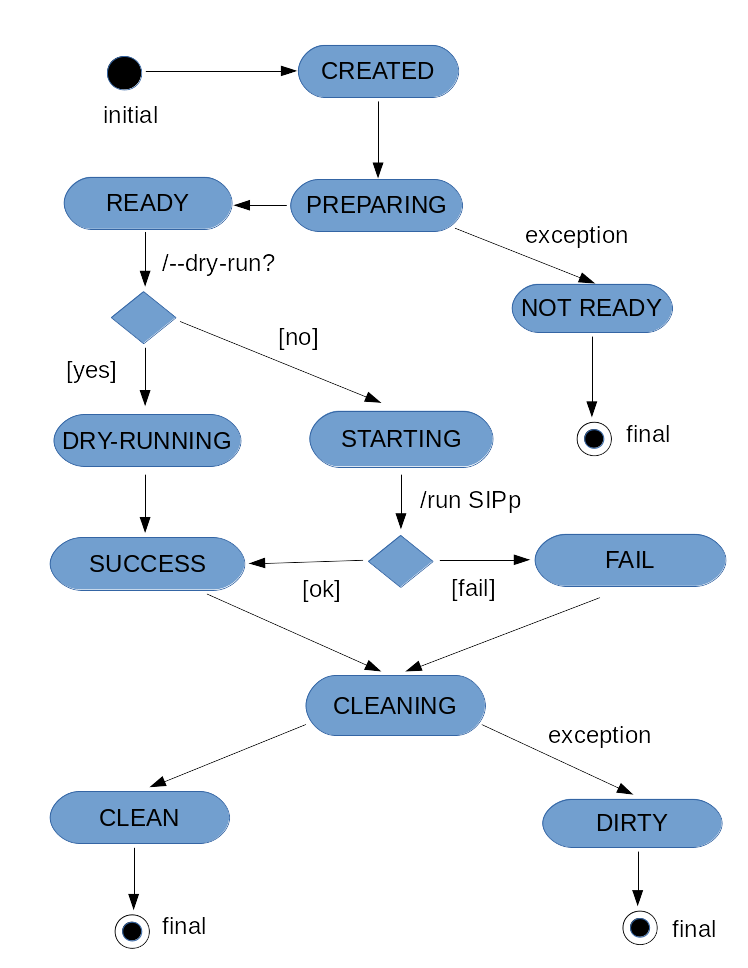 CREATED
initial
READY
PREPARING
exception
/--dry-run?
NOT READY
[no]
[yes]
final
DRY-RUNNING
STARTING
/run SIPp
SUCCESS
FAIL
[ok]
[fail]
CLEANING
exception
CLEAN
DIRTY
final
final